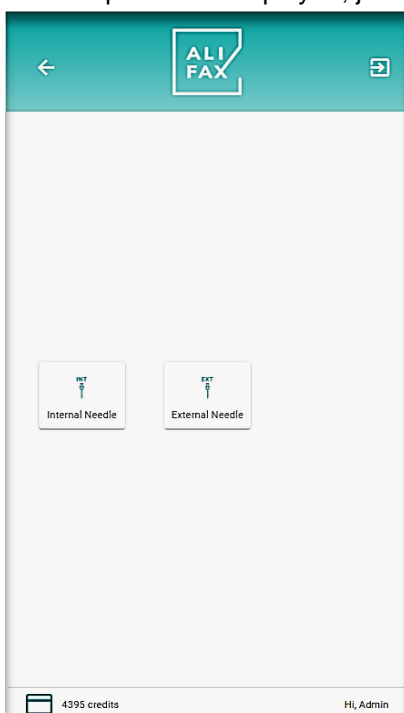 ALI
FAX
INT
EXT
Internal Needle
External Needle
4395 credits
Hi, Admin